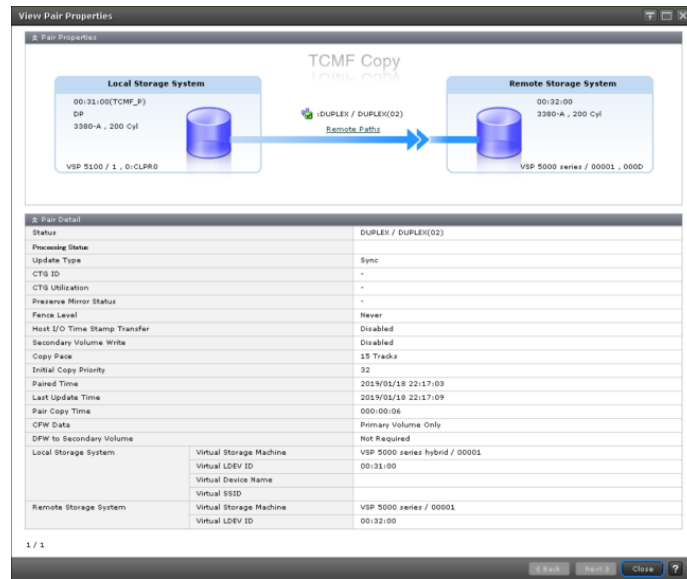 View Pair Properties
Pair Properties
TCMF Copy
Local Storage System
00:31:00(TCMF_P)
DP
3380-A , 200 Cyl
VSP 5100 / 1 , 0:CLPR0
:DUPLEX / DUPLEX(02)
Remote Paths
Remote Storage System
00:32:00
3380-A , 200 Cyl
VSP 5000 series / 00001 , 000D
Pair Detail
Status DUPLEX / DUPLEX(02)
Processing Status
Update Type Sync
CTG ID -
CTG Utilization -
Preserve Mirror Status -
Fence Level Never
Host I/O Time Stamp Transfer Disabled
Secondary Volume Write Disabled
Copy Pace 15 Tracks
Initial Copy Priority 32
Paired Time 2019/01/18 22:17:03
Last Update Time 2019/01/18 22:17:09
Pair Copy Time 000:00:06
CFW Data Primary Volume Only
DFW to Secondary Volume Not Required
Local Storage System Virtual Storage Machine VSP 5000 series hybrid / 00001
Virtual LDEV ID 00:31:00
Virtual Device Name
Virtual SSID
Remote Storage System Virtual Storage Machine VSP 5000 series / 00001
Virtual LDEV ID 00:32:00
1 / 1
Back Next Close ?